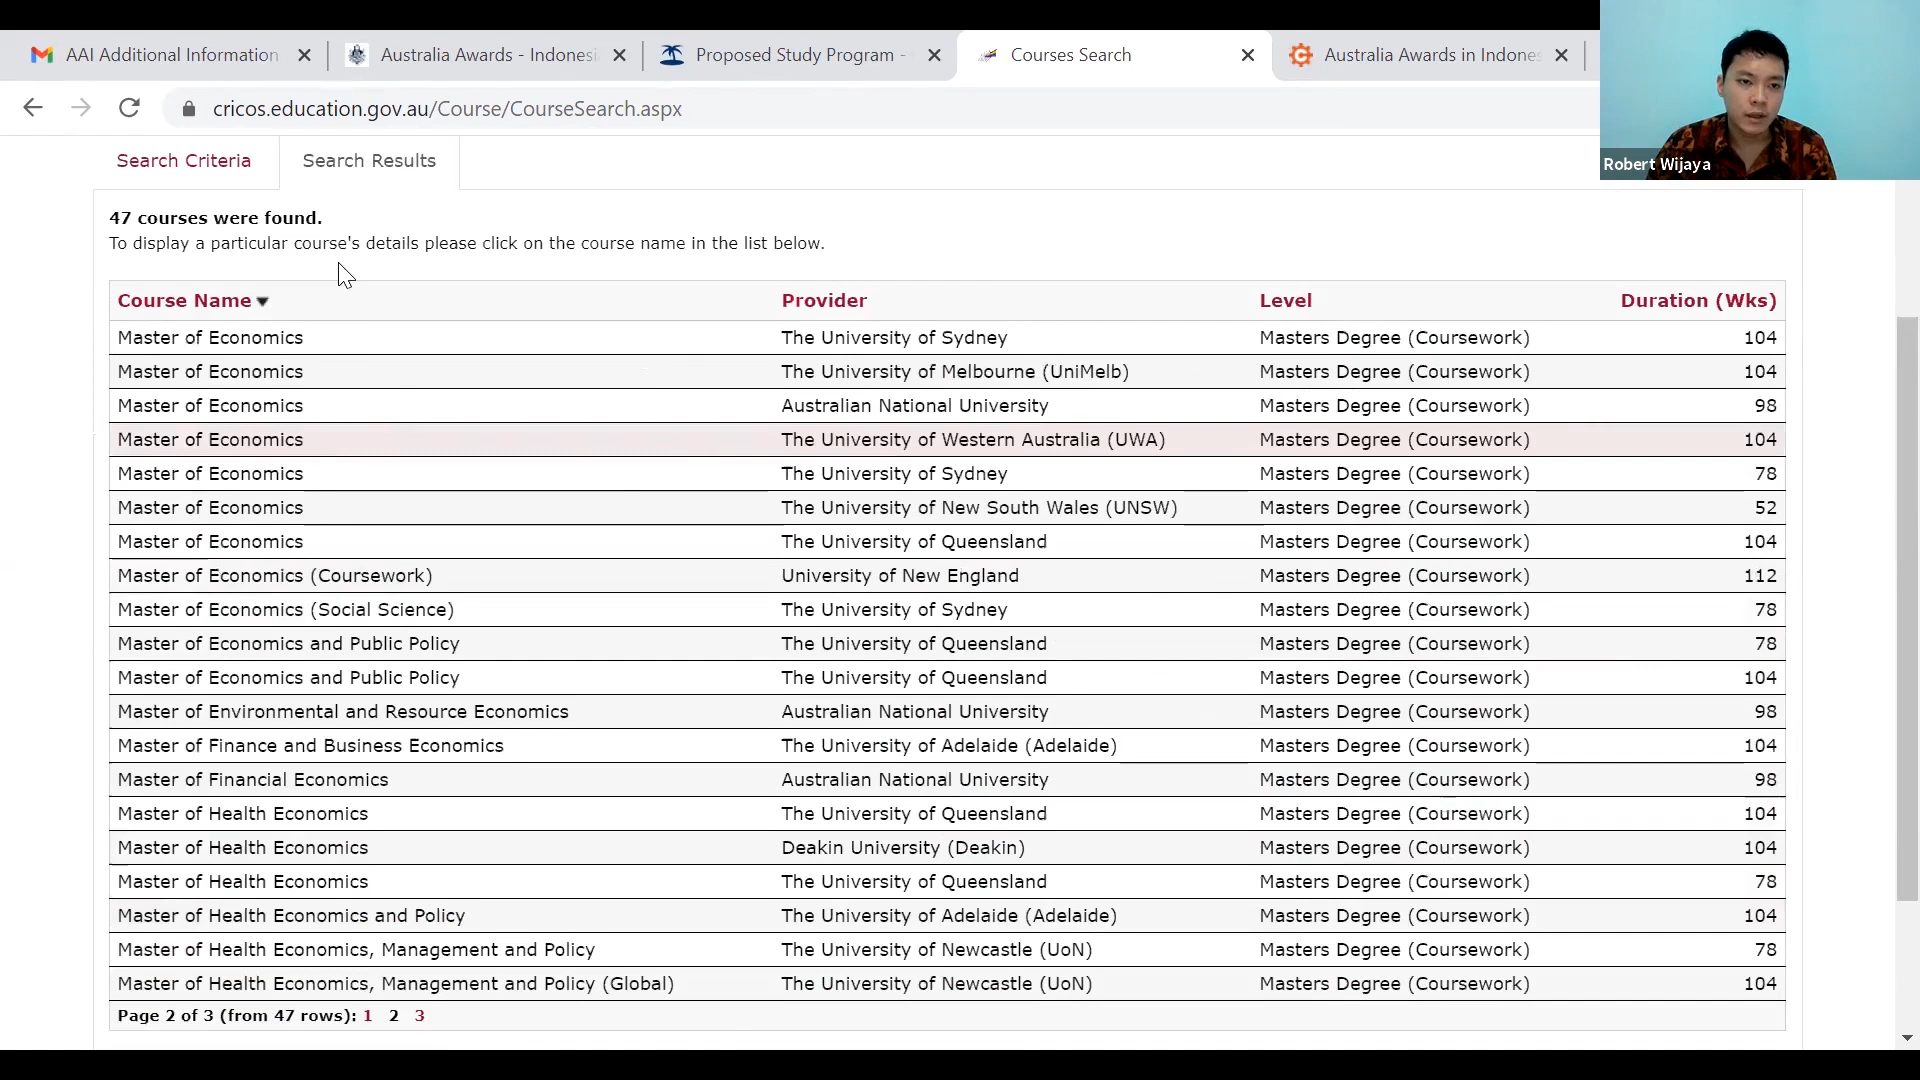 AAI Additional Information
Australia Awards - Indonesi
Proposed Study Program -
Courses Search
Australia Awards in Indones
cricos.education.gov.au/Course/CourseSearch.aspx
Robert Wijaya
Search Criteria
Search Results
47 courses were found.
To display a particular course's details please click on the course name in the list below.
Course Name Provider Level Duration (Wks)
Master of Economics The University of Sydney Masters Degree (Coursework) 104
Master of Economics The University of Melbourne (UniMelb) Masters Degree (Coursework) 104
Master of Economics Australian National University Masters Degree (Coursework) 98
Master of Economics The University of Western Australia (UWA) Masters Degree (Coursework) 104
Master of Economics The University of Sydney Masters Degree (Coursework) 78
Master of Economics The University of New South Wales (UNSW) Masters Degree (Coursework) 52
Master of Economics The University of Queensland Masters Degree (Coursework) 104
Master of Economics (Coursework) University of New England Masters Degree (Coursework) 112
Master of Economics (Social Science) The University of Sydney Masters Degree (Coursework) 78
Master of Economics and Public Policy The University of Queensland Masters Degree (Coursework) 78
Master of Economics and Public Policy The University of Queensland Masters Degree (Coursework) 104
Master of Environmental and Resource Economics Australian National University Masters Degree (Coursework) 98
Master of Finance and Business Economics The University of Adelaide (Adelaide) Masters Degree (Coursework) 104
Master of Financial Economics Australian National University Masters Degree (Coursework) 98
Master of Health Economics The University of Queensland Masters Degree (Coursework) 104
Master of Health Economics Deakin University (Deakin) Masters Degree (Coursework) 104
Master of Health Economics The University of Queensland Masters Degree (Coursework) 78
Master of Health Economics and Policy The University of Adelaide (Adelaide) Masters Degree (Coursework) 104
Master of Health Economics, Management and Policy The University of Newcastle (UoN) Masters Degree (Coursework) 78
Master of Health Economics, Management and Policy (Global) The University of Newcastle (UoN) Masters Degree (Coursework) 104
Page 2 of 3 (from 47 rows): 1 2 3